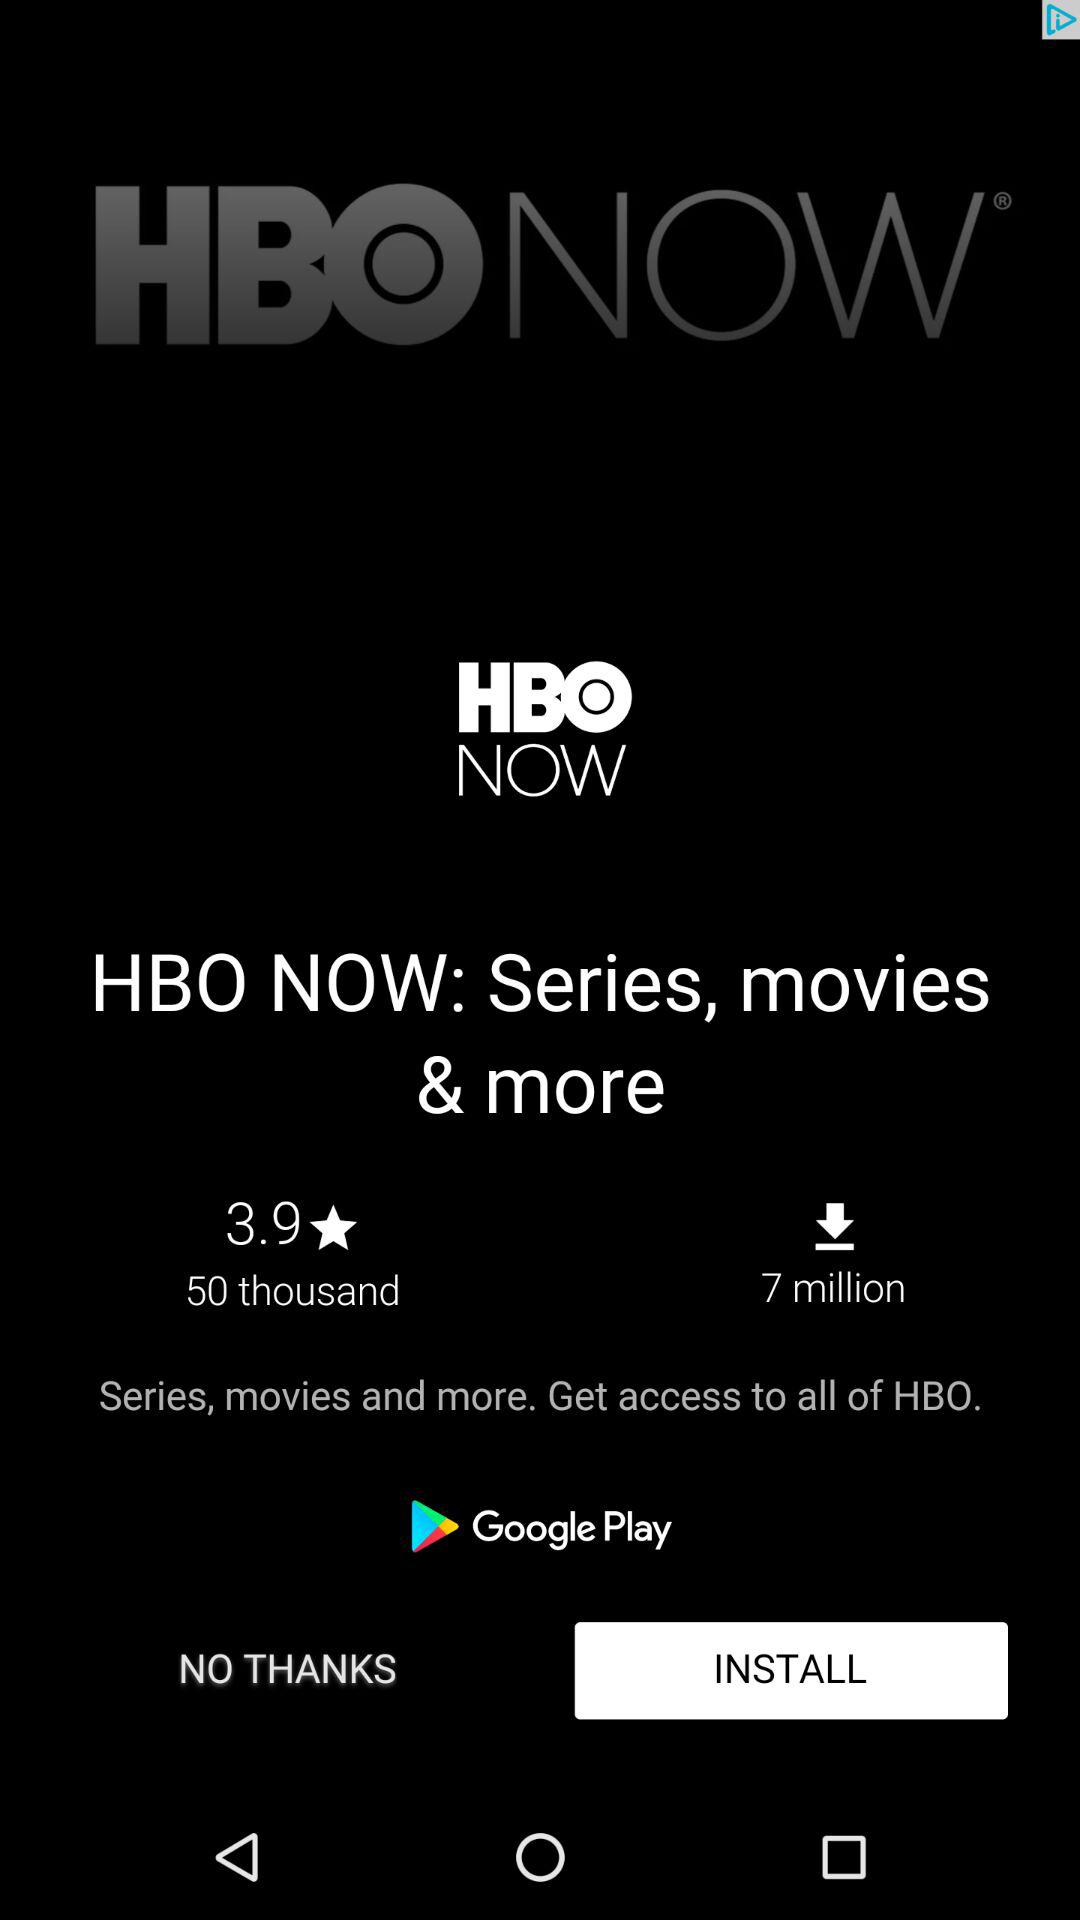 HBO NOW®
HBO
NOW
HBO NOW: Series, movies
& more
3.9
50 thousand
7 million
Series, movies and more. Get access to all of HBO.
Google Play
NO THANKS
INSTALL